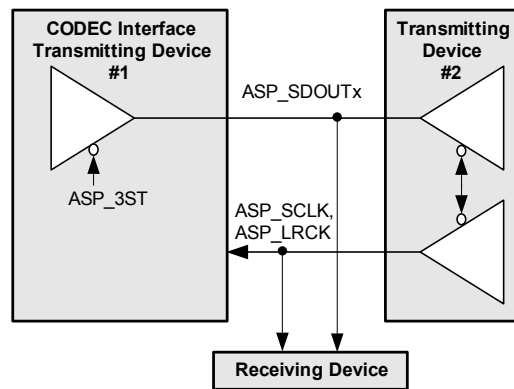 CODEC Interface
Transmitting Device
#1
Transmitting
Device
#2
ASP_SDOUTx
ASP_3ST
ASP_SCLK,
ASP_LRCK
Receiving Device